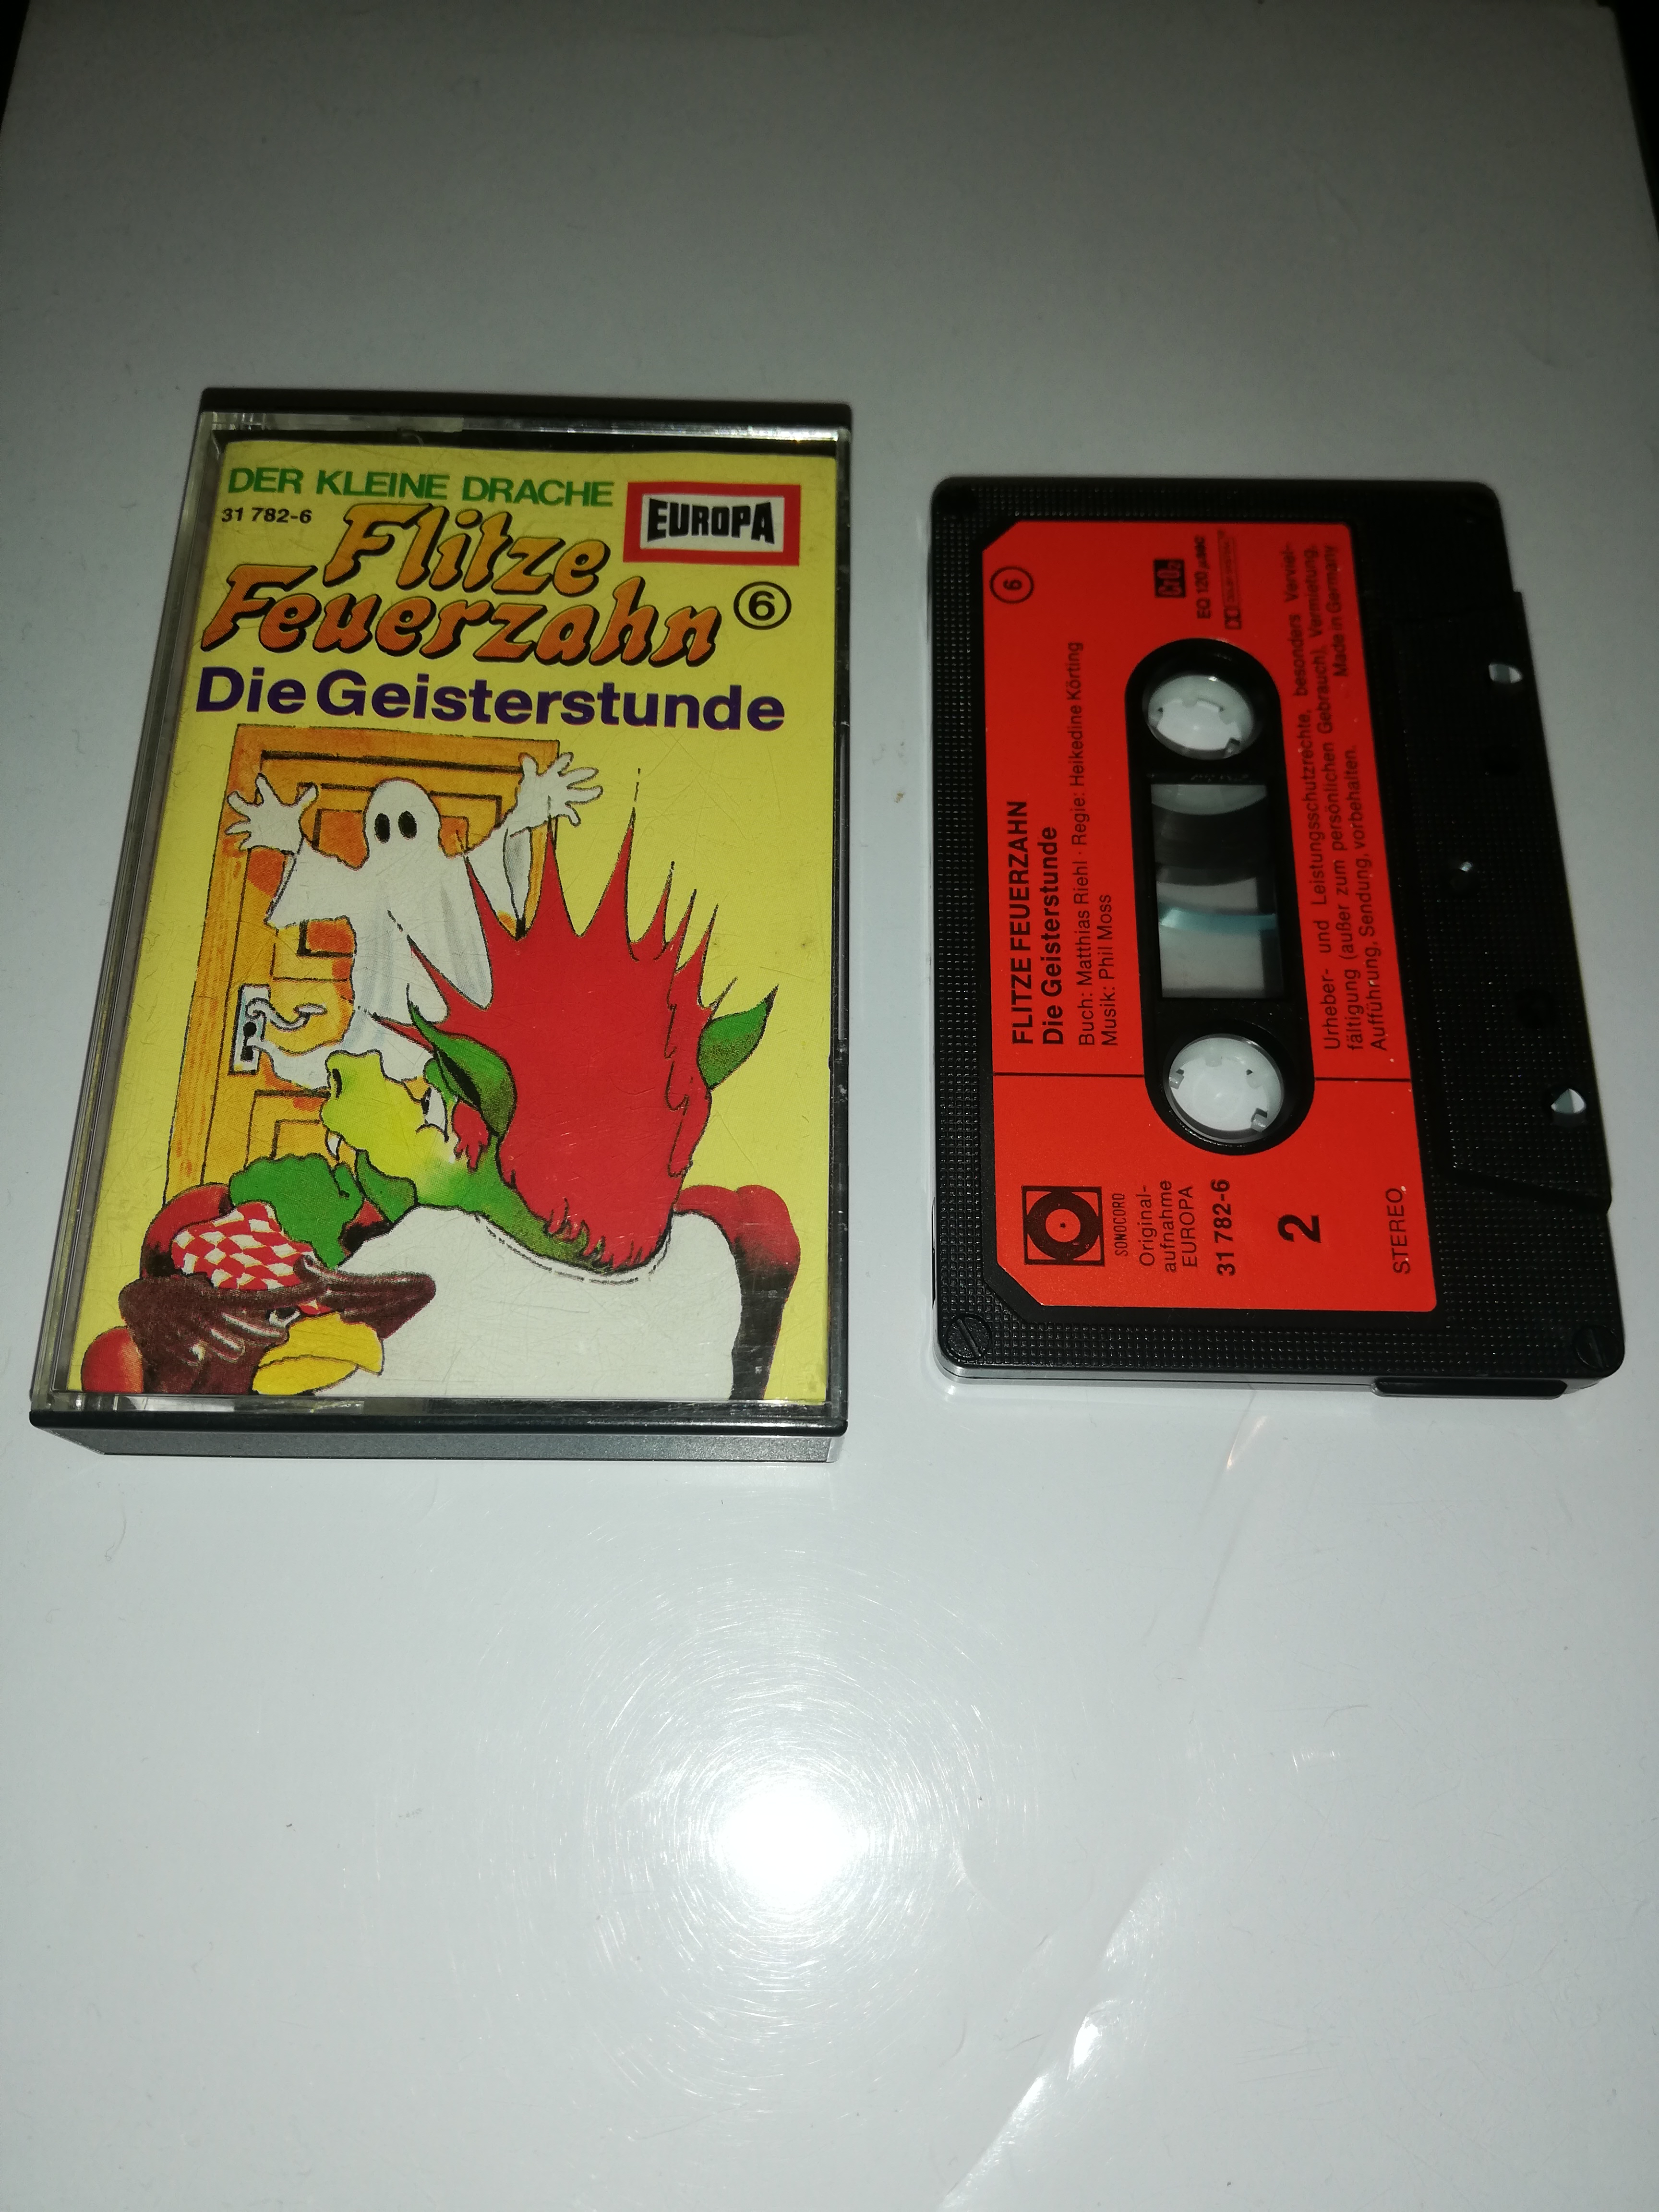 DER KLEINE DRACHE
EUROPA
31 782-6
Flitze
Feuerzahn
6
Die Geisterstunde
6
FLITZE FEUERZAHN
Die Geisterstunde
Buch: Matthias Riehl · Regie: Heikedine Körting
Musik: Phil Moss
CrO₂
EQ 120 µsec
SONOCORD
Original-
aufnahme
EUROPA
31 782-6
2
STEREO
Urheber- und Leistungsschutzrechte, besonders Verviel-
fältigung (außer zum persönlichen Gebrauch), Vermietung,
Aufführung, Sendung, vorbehalten.
Made in Germany